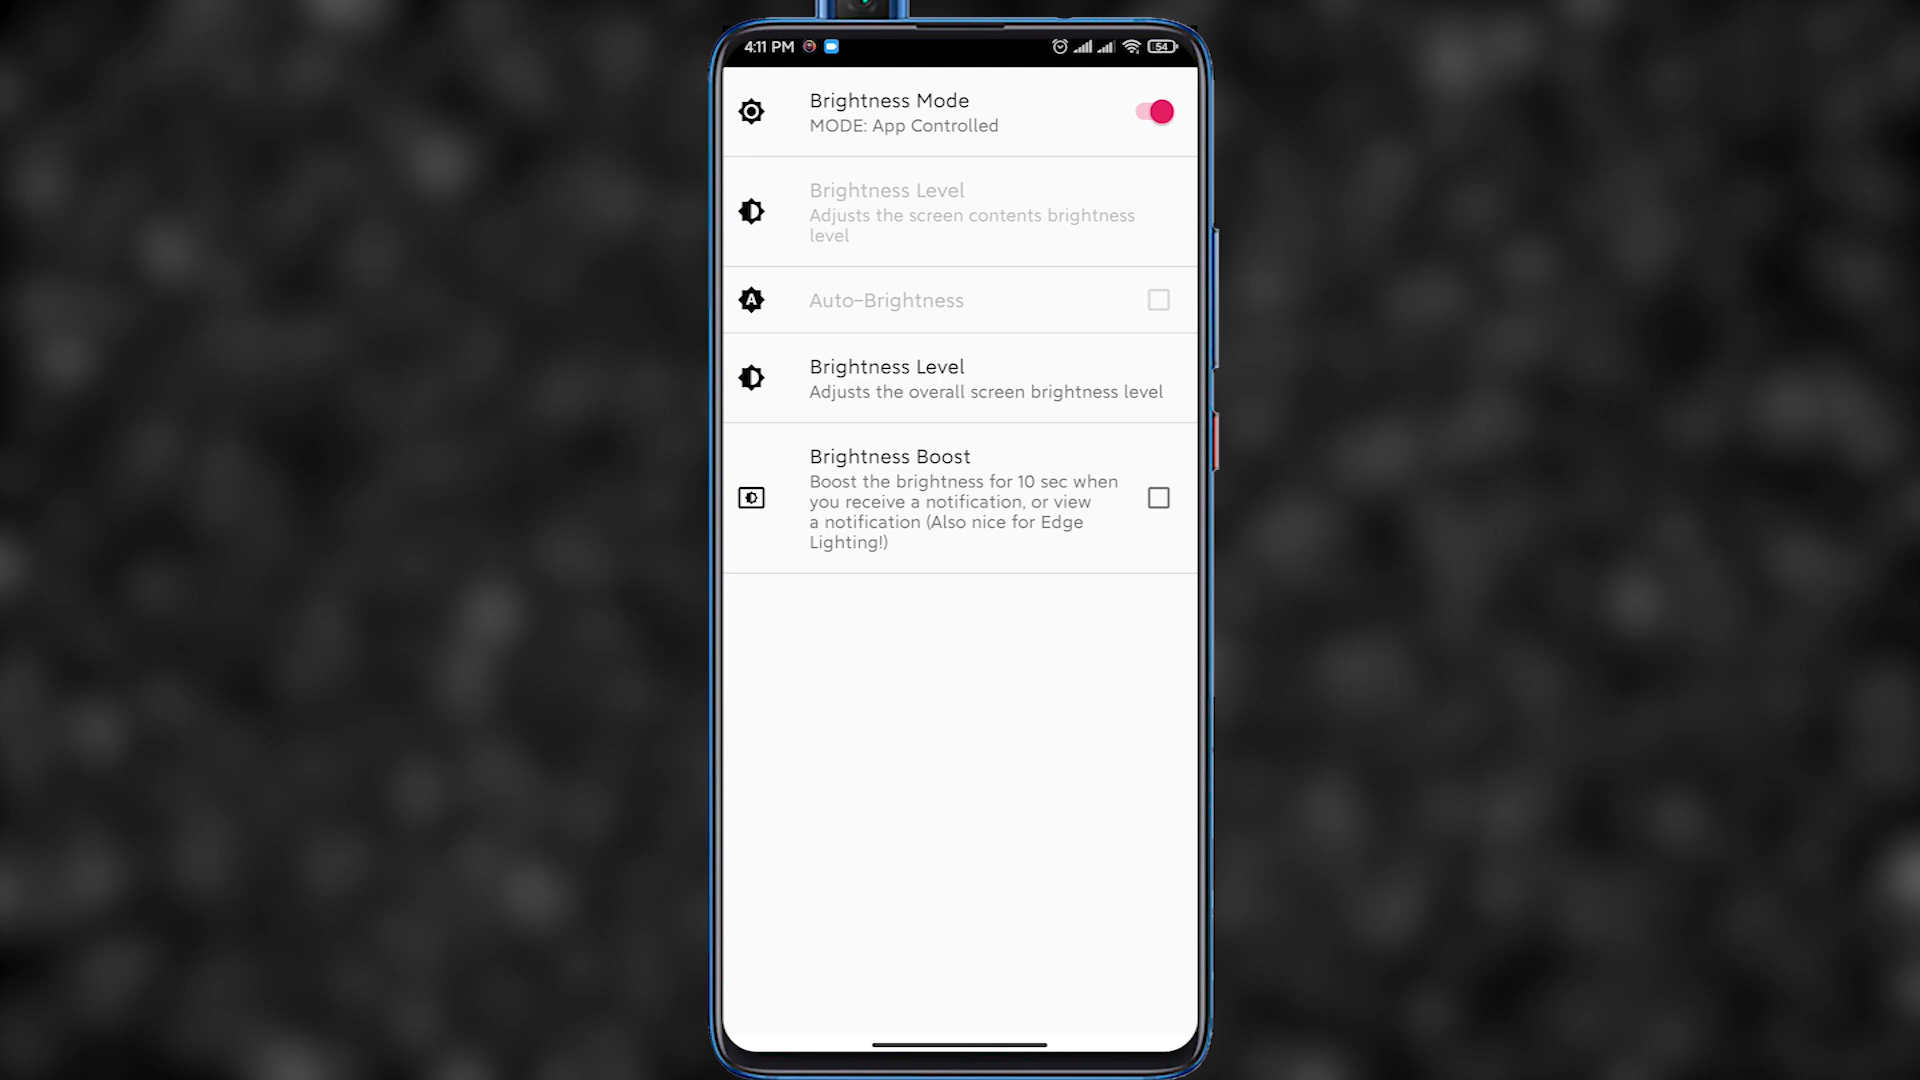 4:11 PM
54
Brightness Mode
MODE: App Controlled
Brightness Level
Adjusts the screen contents brightness
level
A
Auto-Brightness
Brightness Level
Adjusts the overall screen brightness level
Brightness Boost
Boost the brightness for 10 sec when
you receive a notification, or view
a notification (Also nice for Edge
Lighting!)